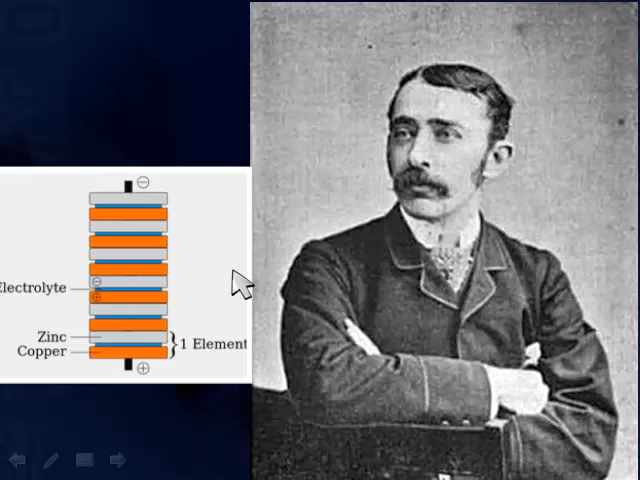 ⊖
Electrolyte
⊖
⊕
Zinc
Copper
1 Element
⊕